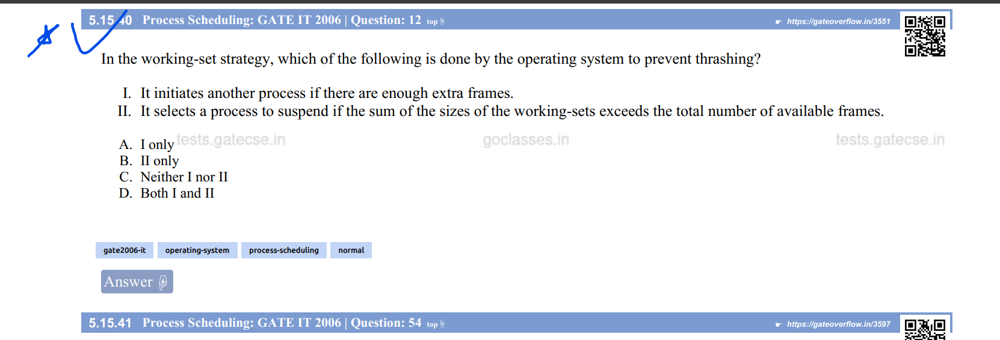 5.15.40 Process Scheduling: GATE IT 2006 | Question: 12 top☟
☛ https://gateoverflow.in/3551
In the working-set strategy, which of the following is done by the operating system to prevent thrashing?
I. It initiates another process if there are enough extra frames.
II. It selects a process to suspend if the sum of the sizes of the working-sets exceeds the total number of available frames.
tests.gatecse.in goclasses.in tests.gatecse.in
A. I only
B. II only
C. Neither I nor II
D. Both I and II
gate2006-it operating-system process-scheduling normal
Answer ☟
5.15.41 Process Scheduling: GATE IT 2006 | Question: 54 top☟
☛ https://gateoverflow.in/3597